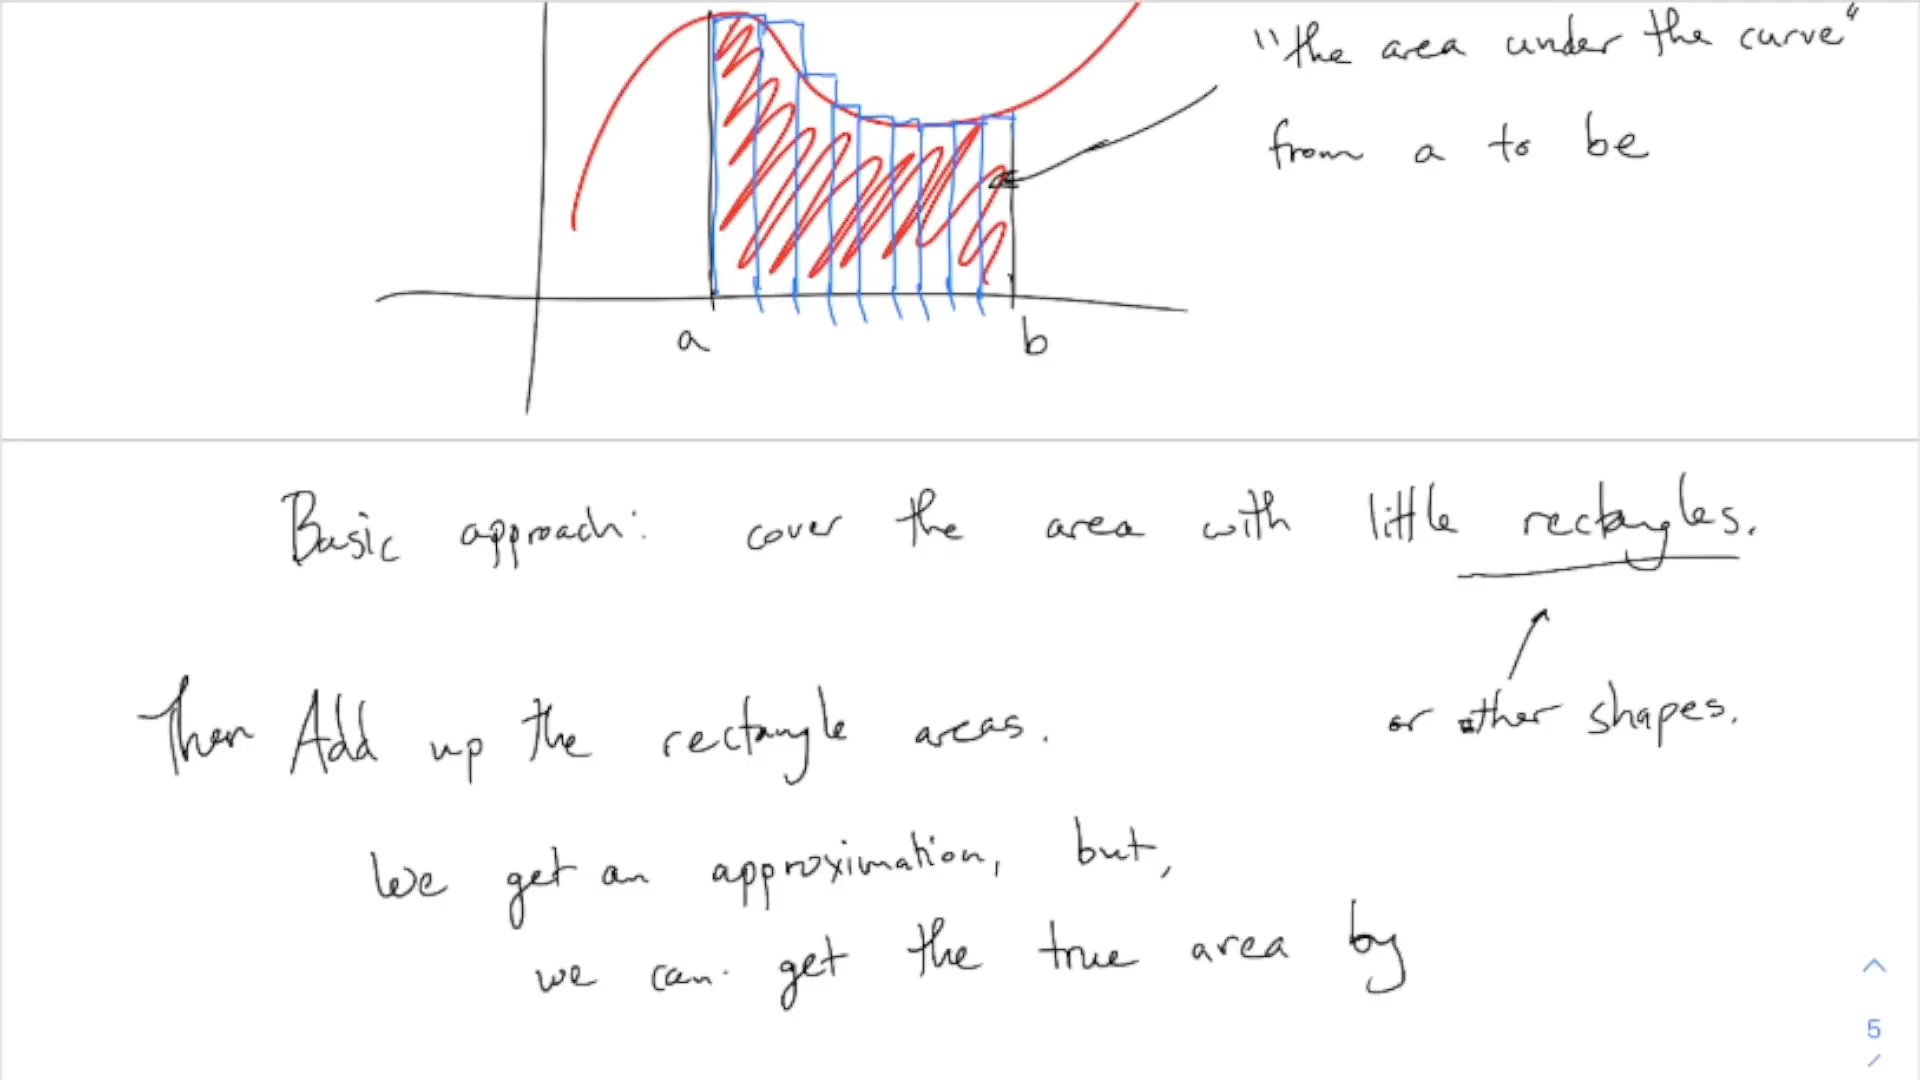 "the area under the curve"
from a to be
a
b
Basic approach: cover the area with little rectangles.
or other shapes.
Then Add up the rectangle areas.
We get an approximation, but,
we can get the true area by
5